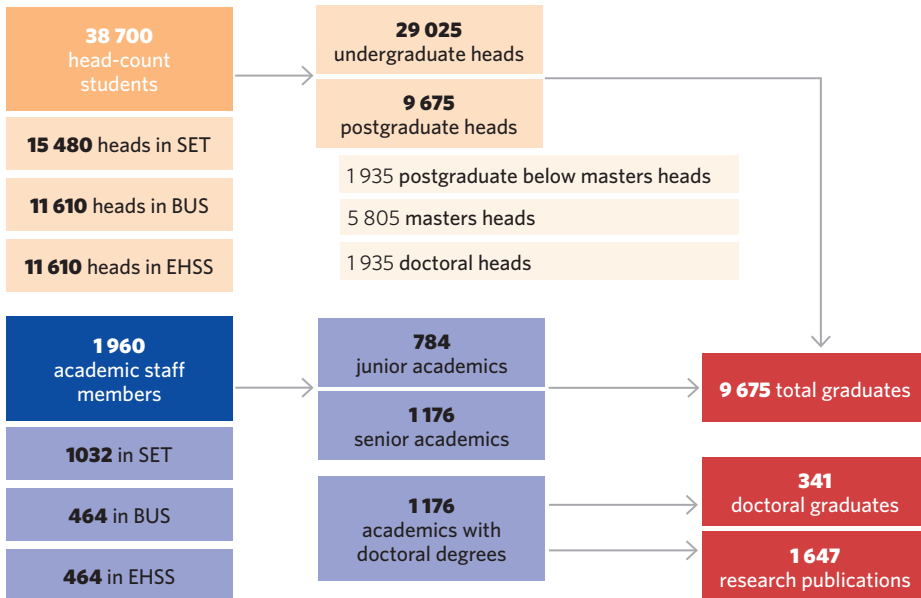 38 700
head-count
students
15 480 heads in SET
11 610 heads in BUS
11 610 heads in EHSS
29 025
undergraduate heads
9 675
postgraduate heads
1 935 postgraduate below masters heads
5 805 masters heads
1 935 doctoral heads
1 960
academic staff
members
1032 in SET
464 in BUS
464 in EHSS
784
junior academics
1 176
senior academics
1 176
academics with
doctoral degrees
9 675 total graduates
341
doctoral graduates
1 647
research publications